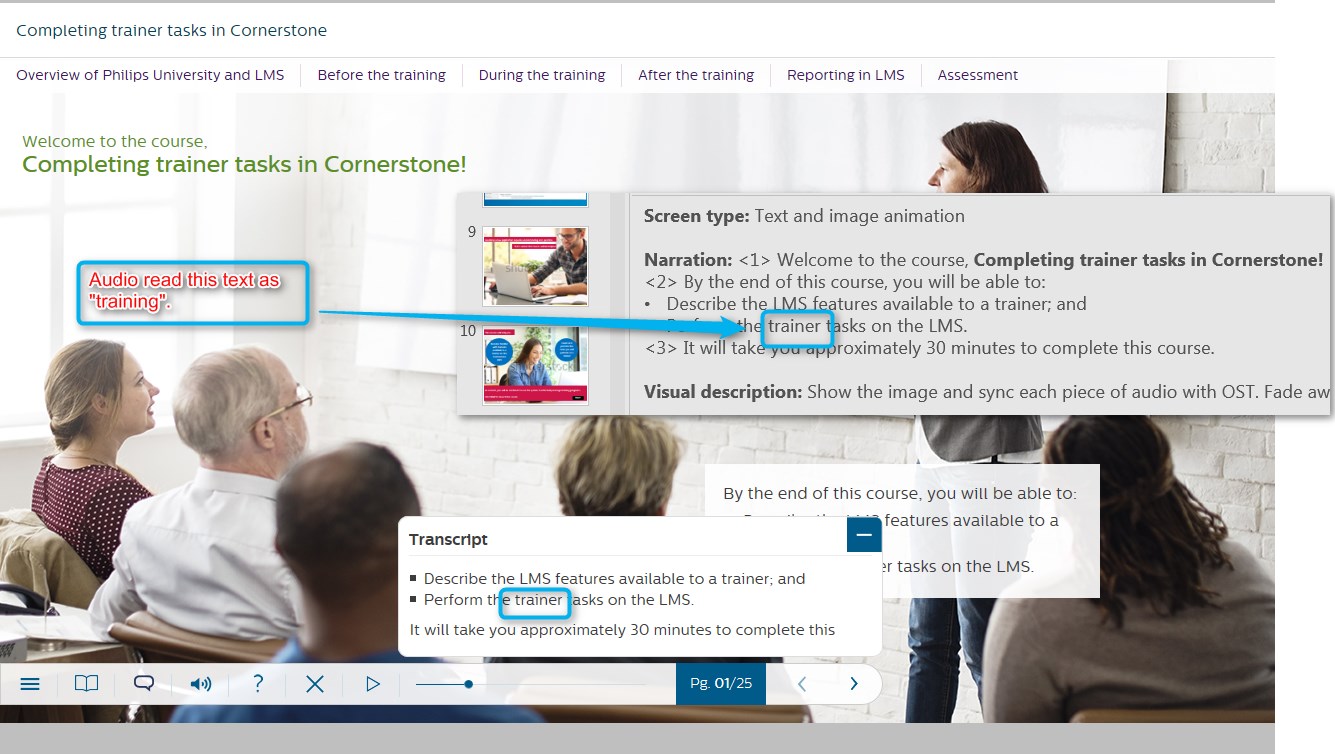 Completing trainer tasks in Cornerstone
Overview of Philips University and LMS
Before the training
During the training
After the training
Reporting in LMS
Assessment
Welcome to the course,
Completing trainer tasks in Cornerstone!
Audio read this text as
"training".
9
10
Screen type: Text and image animation
Narration: <1> Welcome to the course, Completing trainer tasks in Cornerstone!
<2> By the end of this course, you will be able to:
• Describe the LMS features available to a trainer; and
the trainer tasks on the LMS.
<3> It will take you approximately 30 minutes to complete this course.
Visual description: Show the image and sync each piece of audio with OST. Fade aw
By the end of this course, you will be able to:
features available to a
tasks on the LMS.
Transcript
▪ Describe the LMS features available to a trainer; and
▪ Perform the trainer tasks on the LMS.
It will take you approximately 30 minutes to complete this
?
Pg. 01/25